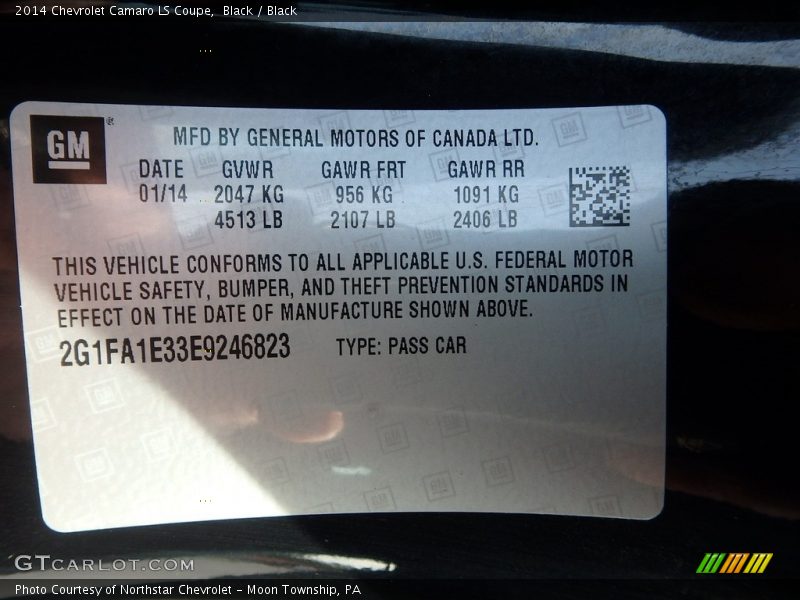 2014 Chevrolet Camaro LS Coupe, Black / Black
GM
MFD BY GENERAL MOTORS OF CANADA LTD.
DATE GVWR GAWR FRT GAWR RR
01/14 2047 KG 956 KG 1091 KG
4513 LB 2107 LB 2406 LB
THIS VEHICLE CONFORMS TO ALL APPLICABLE U.S. FEDERAL MOTOR
VEHICLE SAFETY, BUMPER, AND THEFT PREVENTION STANDARDS IN
EFFECT ON THE DATE OF MANUFACTURE SHOWN ABOVE.
2G1FA1E33E9246823 TYPE: PASS CAR
GTCARLOT.COM
Photo Courtesy of Northstar Chevrolet - Moon Township, PA